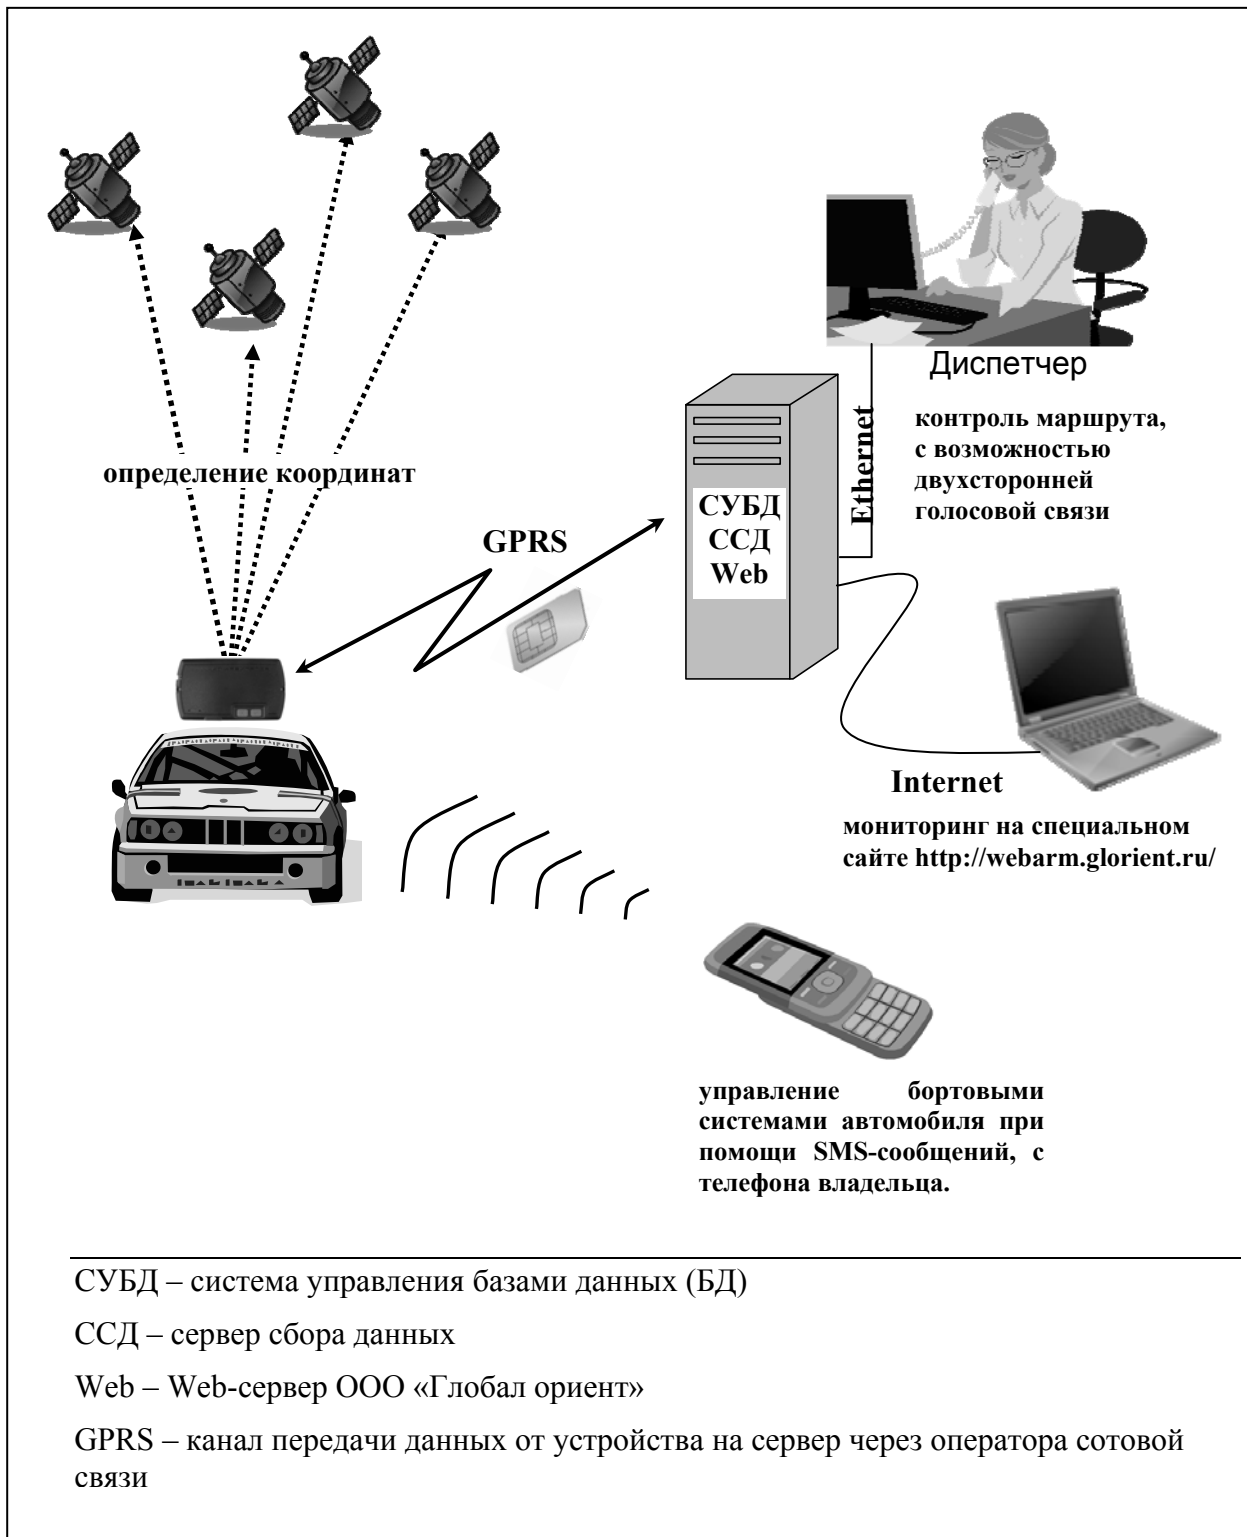 Диспетчер
контроль маршрута,
с возможностью
двухсторонней
голосовой связи
Ethernet
определение координат
GPRS
СУБД
ССД
Web
Internet
мониторинг на специальном
сайте http://webarm.glorient.ru/
управление бортовыми
системами автомобиля при
помощи SMS-сообщений, с
телефона владельца.
СУБД – система управления базами данных (БД)
ССД – сервер сбора данных
Web – Web-сервер ООО «Глобал ориент»
GPRS – канал передачи данных от устройства на сервер через оператора сотовой
связи